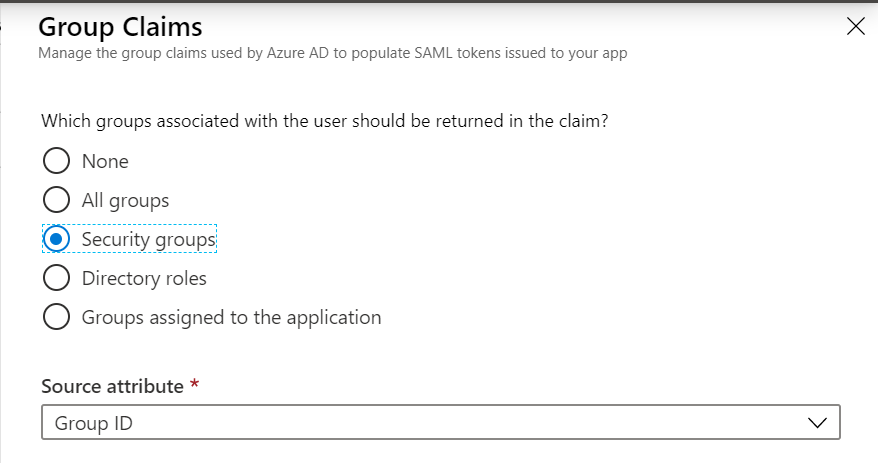 Group Claims
Manage the group claims used by Azure AD to populate SAML tokens issued to your app
Which groups associated with the user should be returned in the claim?
None
All groups
Security groups
Directory roles
Groups assigned to the application
Source attribute *
Group ID